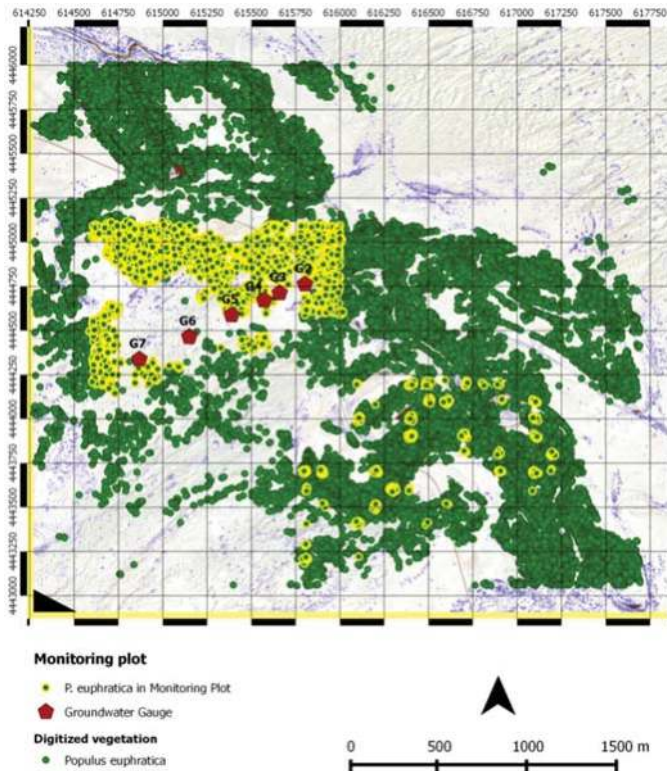 614250 614500 614750 615000 615250 615500 615750 616000 616250 616500 616750 617000 617250 617500 617750
4446000
4445750
4445500
4445250
4445000
4444750
4444500
4444250
4444000
4443750
4443500
4443250
4443000
G2
G3
G4
G5
G6
G7
Monitoring plot
P. euphratica in Monitoring Plot
Groundwater Gauge
Digitized vegetation
Populus euphratica
0 500 1000 1500 m